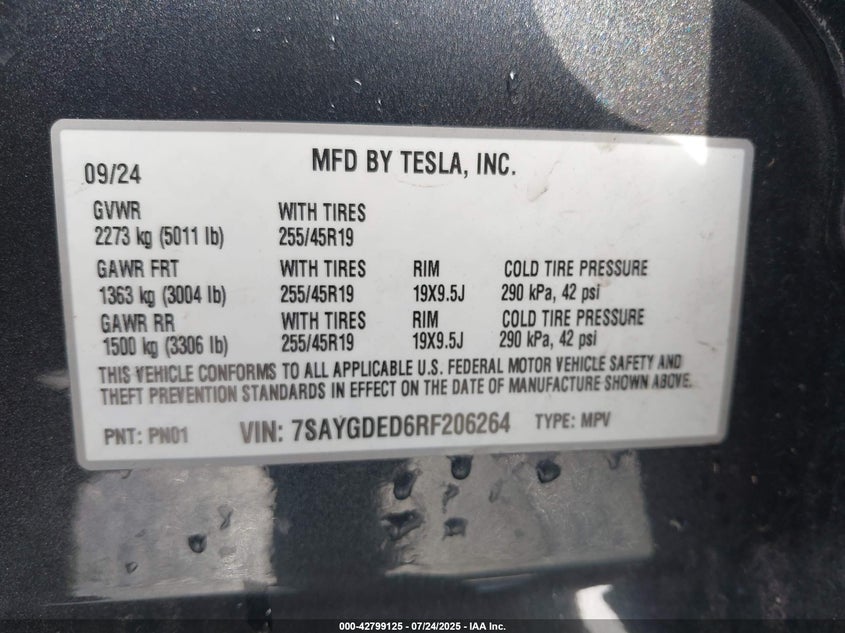 09/24 MFD BY TESLA, INC.
GVWR WITH TIRES
2273 kg (5011 lb) 255/45R19
GAWR FRT WITH TIRES RIM COLD TIRE PRESSURE
1363 kg (3004 lb) 255/45R19 19X9.5J 290 kPa, 42 psi
GAWR RR WITH TIRES RIM COLD TIRE PRESSURE
1500 kg (3306 lb) 255/45R19 19X9.5J 290 kPa, 42 psi
THIS VEHICLE CONFORMS TO ALL APPLICABLE U.S. FEDERAL MOTOR VEHICLE SAFETY AND
THEFT PREVENTION STANDARDS IN EFFECT ON THE DATE OF MANUFACTURE SHOWN ABOVE.
PNT: PN01 VIN: 7SAYGDED6RF206264 TYPE: MPV
000-42799125 - 07/24/2025 - IAA Inc.